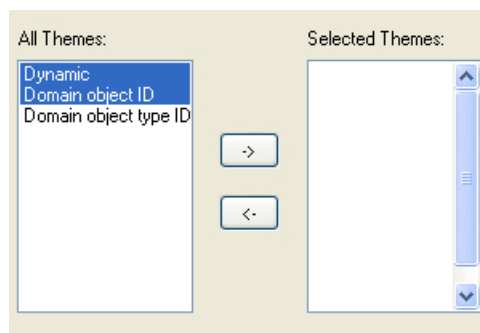 All Themes:
Selected Themes:
Dynamic
Domain object ID
Domain object type ID
->
<-